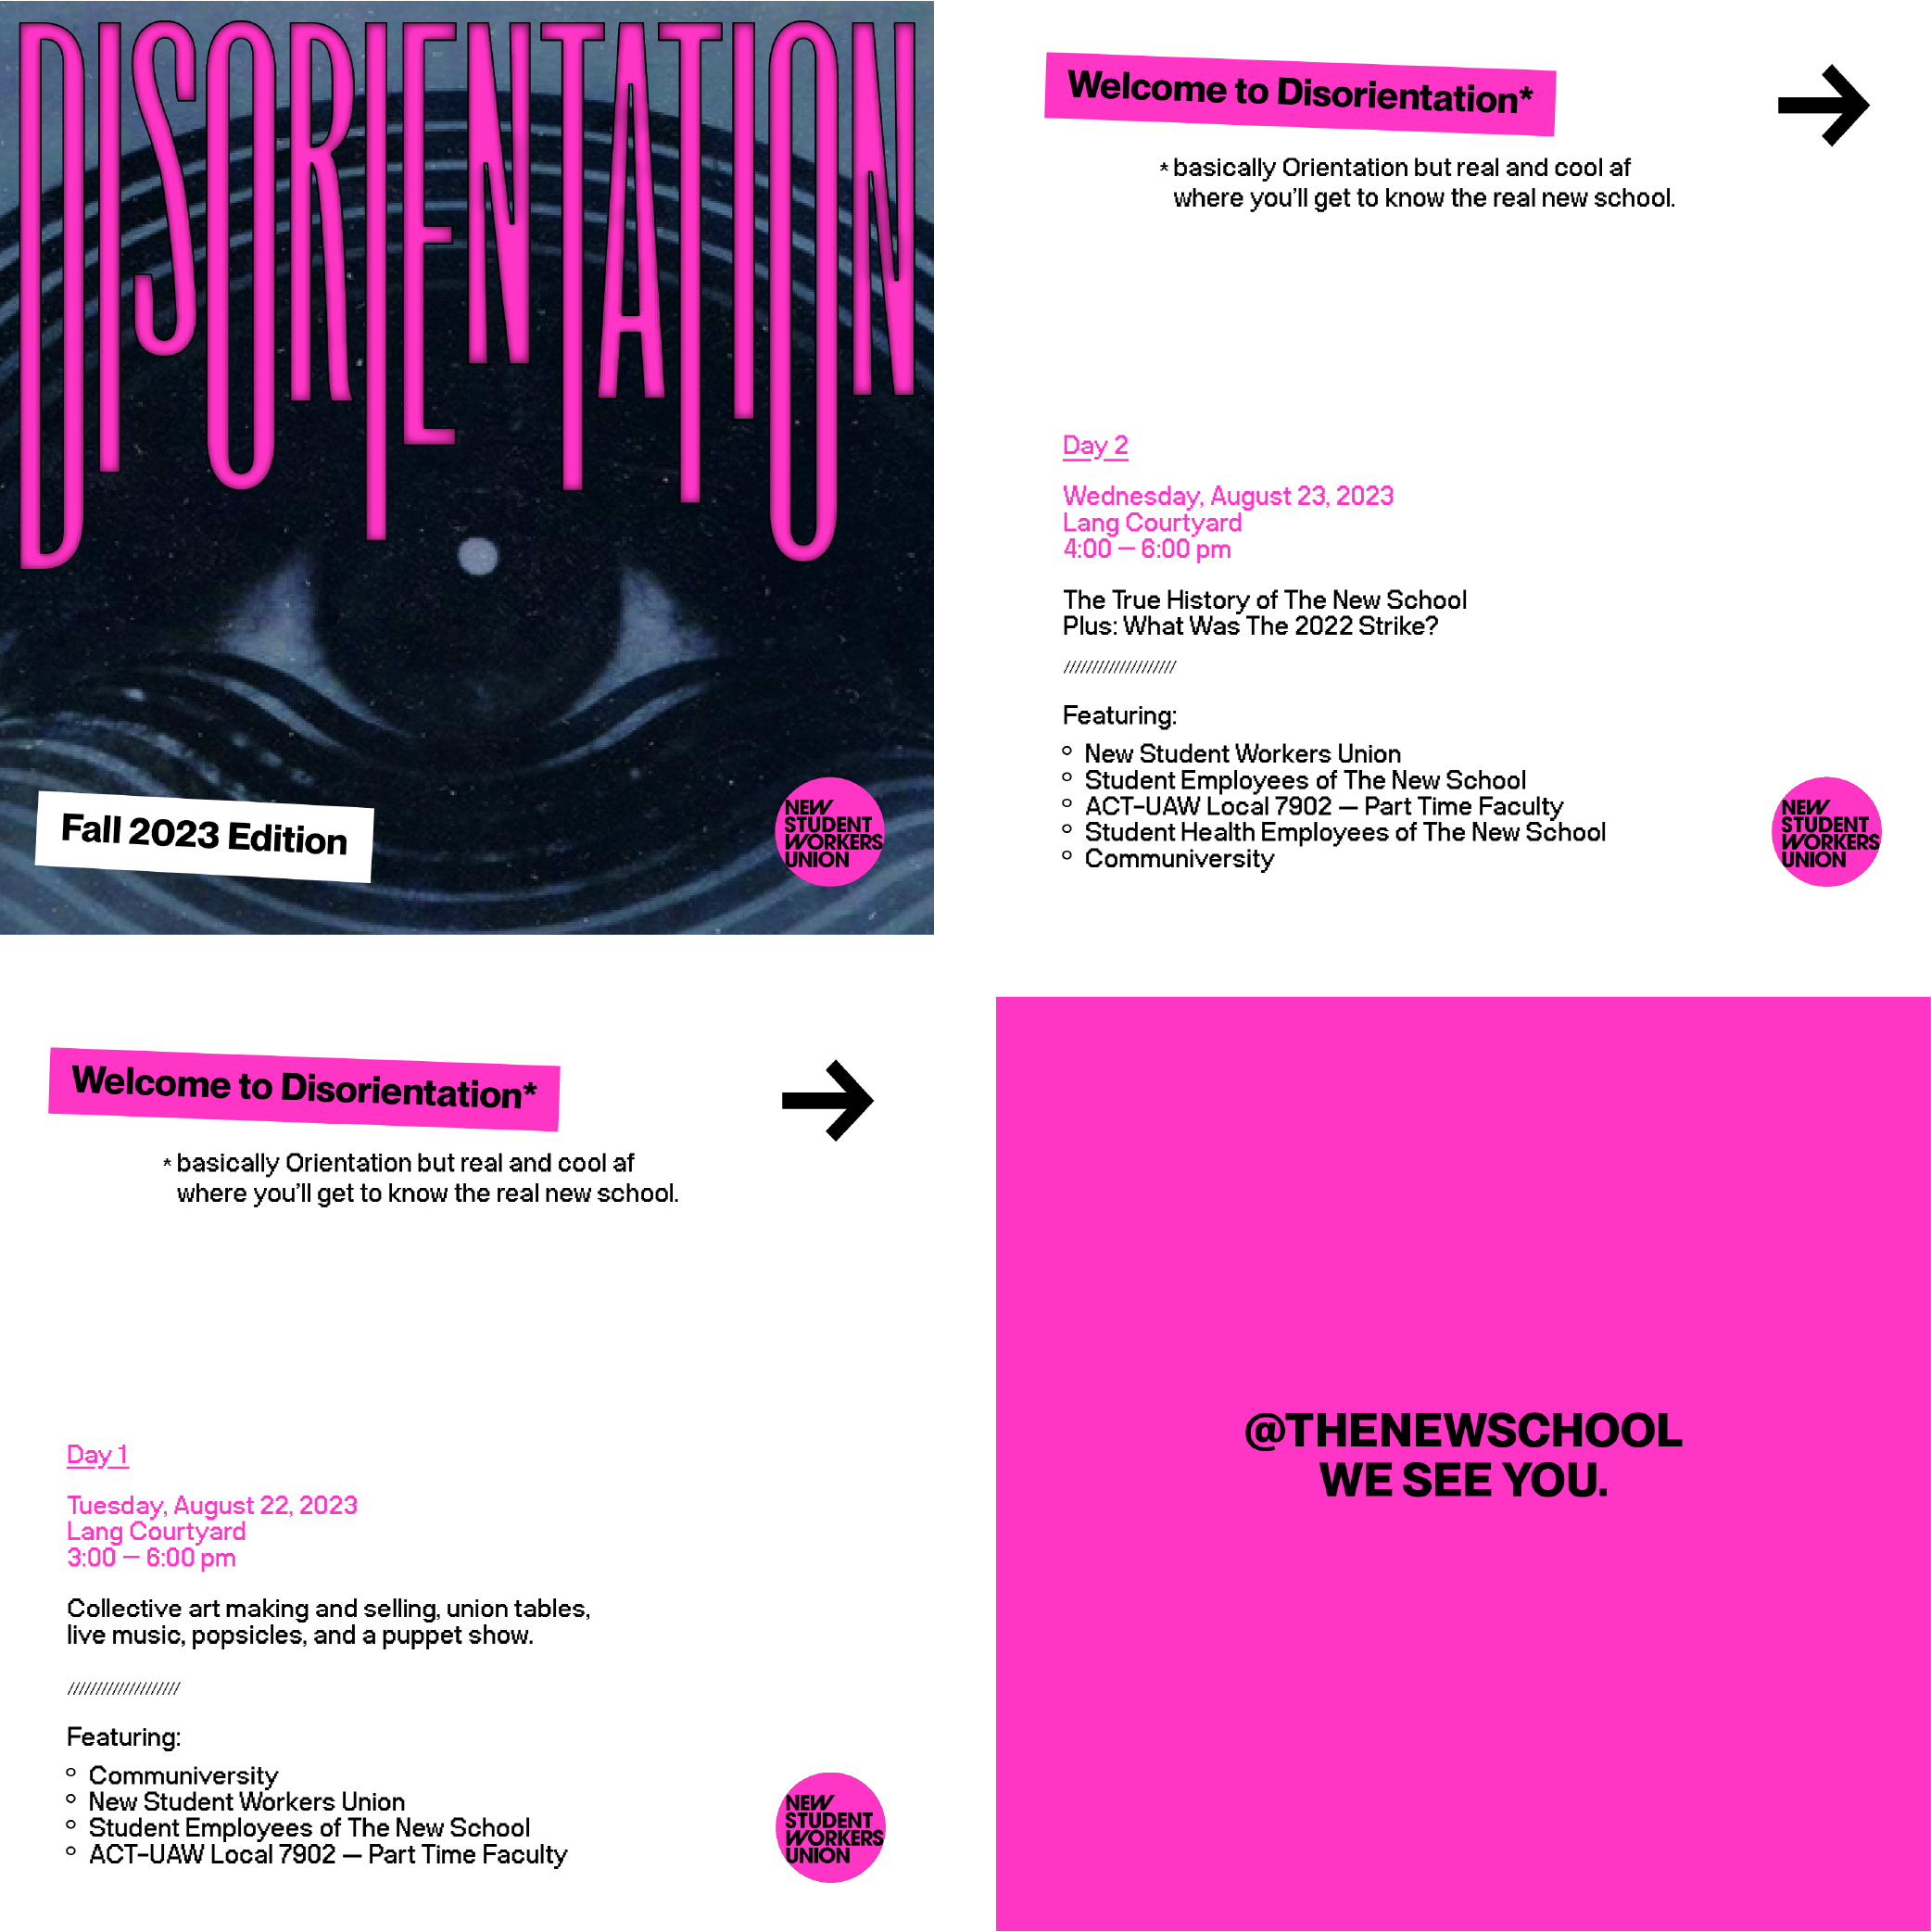 DISORIENTATION
Fall 2023 Edition
NEW
STUDENT
WORKERS
UNION
Welcome to Disorientation*
* basically Orientation but real and cool af
where you'll get to know the real new school.
Day 2
Wednesday, August 23, 2023
Lang Courtyard
4:00 — 6:00 pm
The True History of The New School
Plus: What Was The 2022 Strike?
////////////////////
Featuring:
° New Student Workers Union
° Student Employees of The New School
° ACT-UAW Local 7902 — Part Time Faculty
° Student Health Employees of The New School
° Communiversity
NEW
STUDENT
WORKERS
UNION
Welcome to Disorientation*
* basically Orientation but real and cool af
where you'll get to know the real new school.
Day 1
Tuesday, August 22, 2023
Lang Courtyard
3:00 — 6:00 pm
Collective art making and selling, union tables,
live music, popsicles, and a puppet show.
////////////////////
Featuring:
° Communiversity
° New Student Workers Union
° Student Employees of The New School
° ACT-UAW Local 7902 — Part Time Faculty
NEW
STUDENT
WORKERS
UNION
@THENEWSCHOOL
WE SEE YOU.